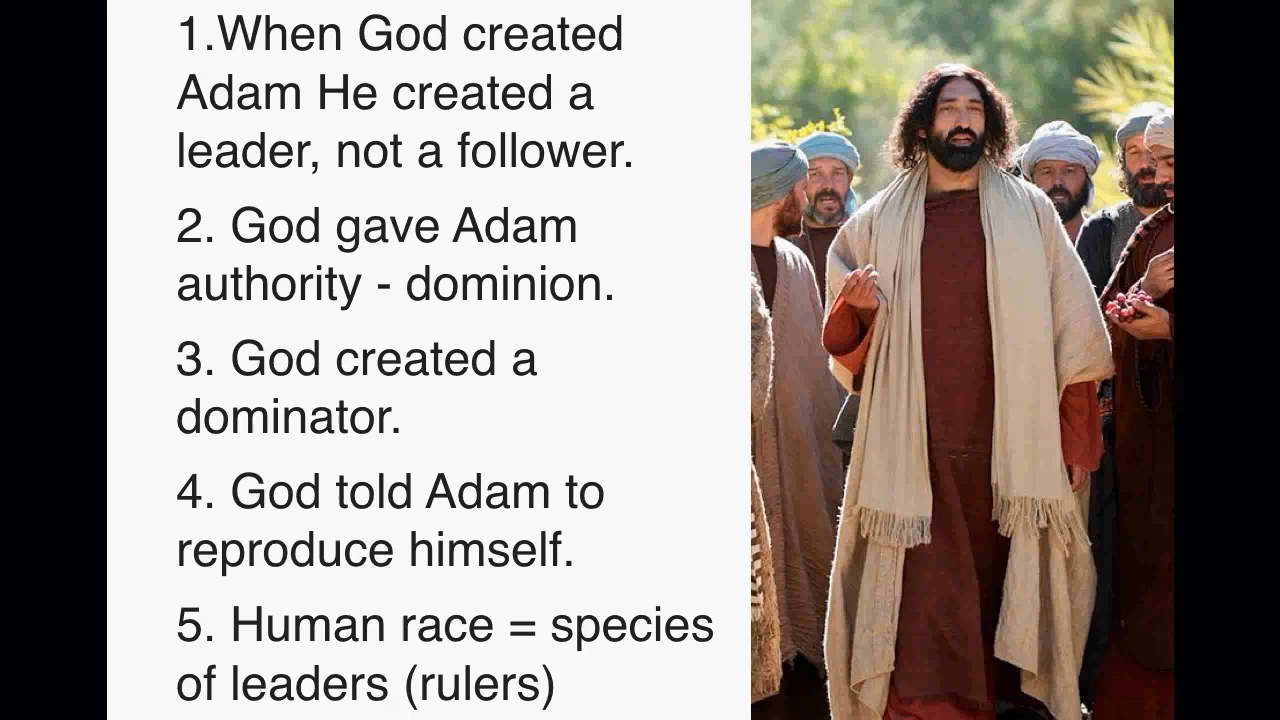 1.When God created
Adam He created a
leader, not a follower.
2. God gave Adam
authority - dominion.
3. God created a
dominator.
4. God told Adam to
reproduce himself.
5. Human race = species
of leaders (rulers)